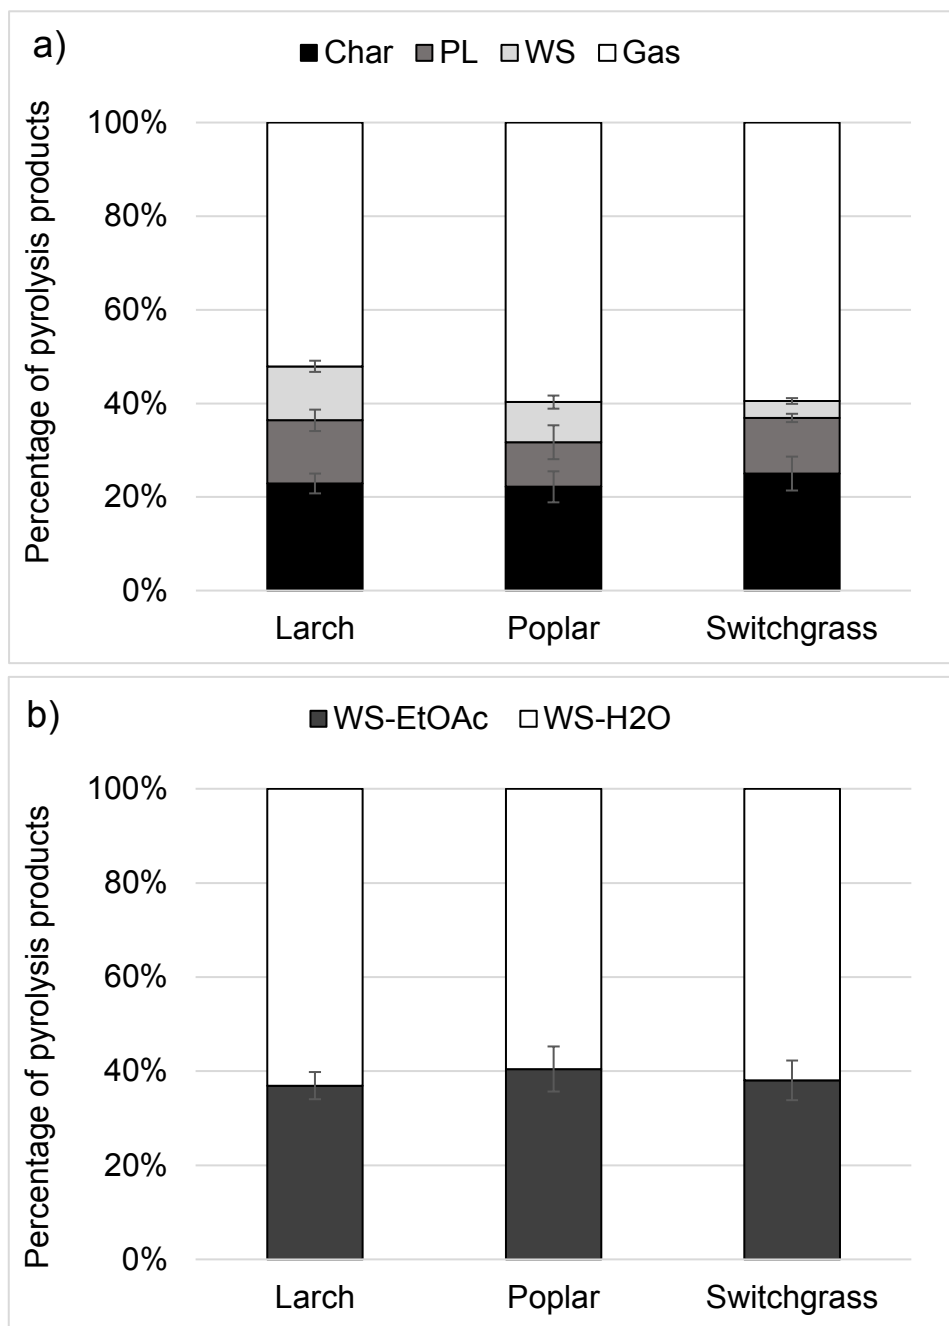 a)
Char PL WS Gas
Percentage of pyrolysis products
100%
80%
60%
40%
20%
0%
Larch Poplar Switchgrass
b)
WS-EtOAc WS-H2O
Percentage of pyrolysis products
100%
80%
60%
40%
20%
0%
Larch Poplar Switchgrass